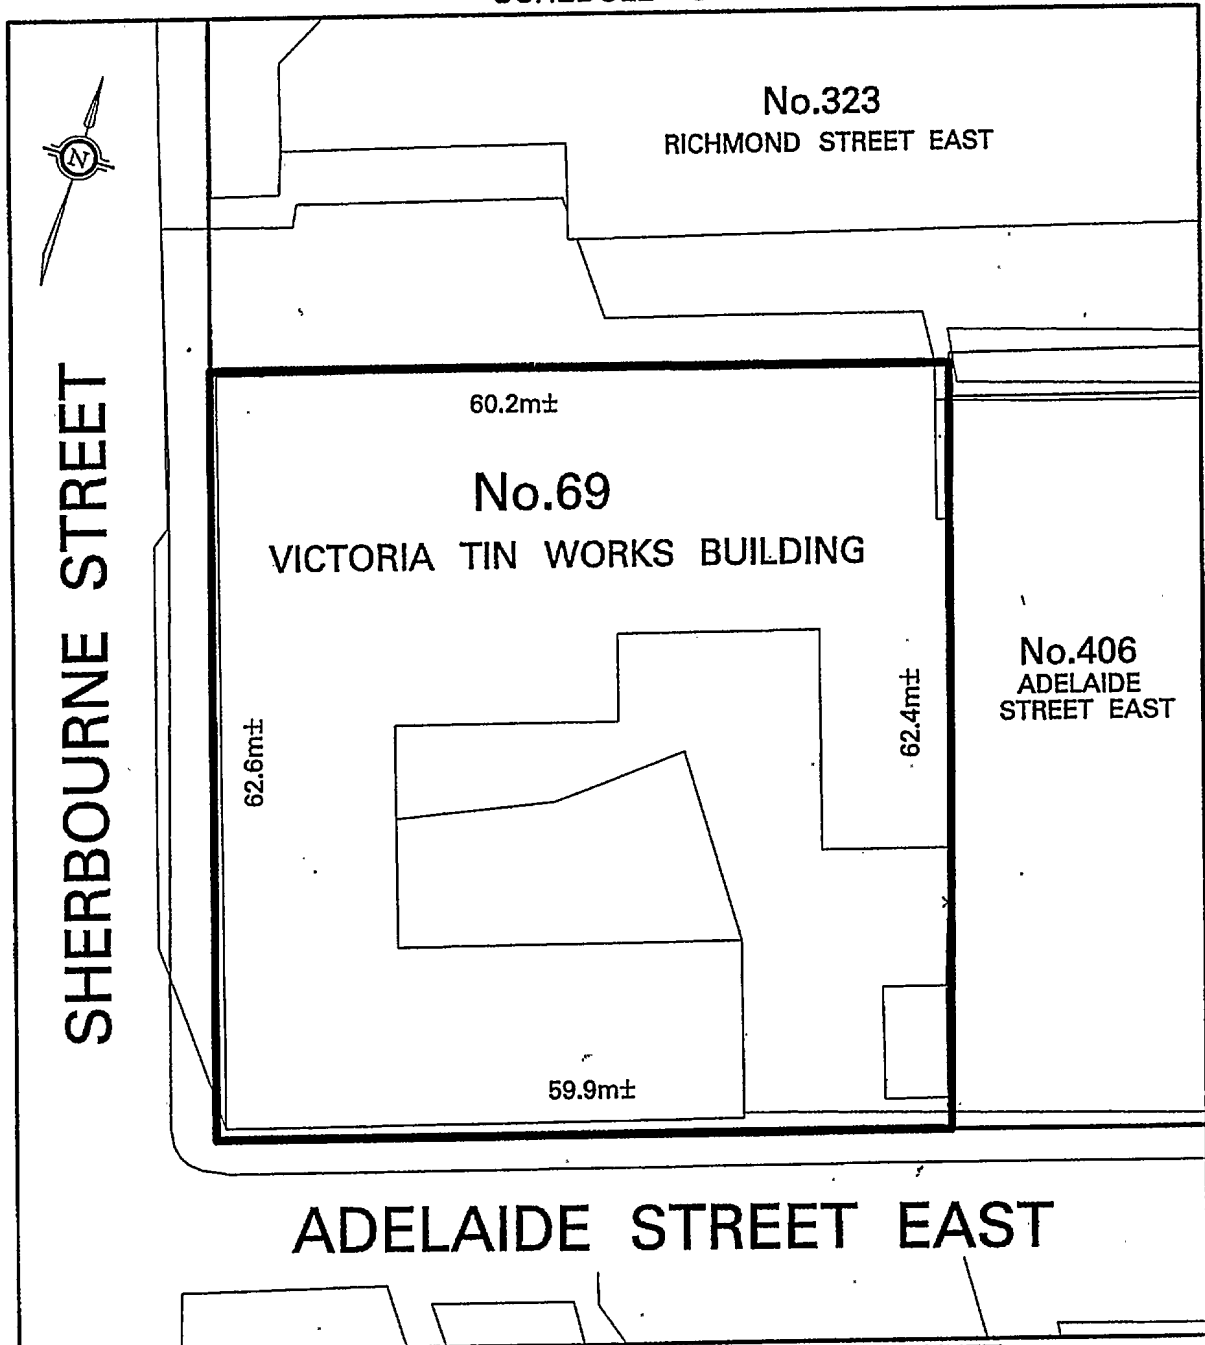 No.323
RICHMOND STREET EAST
N
60.2m±
No.69
VICTORIA TIN WORKS BUILDING
SHERBOURNE STREET
62.6m±
62.4m±
No.406
ADELAIDE
STREET EAST
59.9m±
ADELAIDE STREET EAST